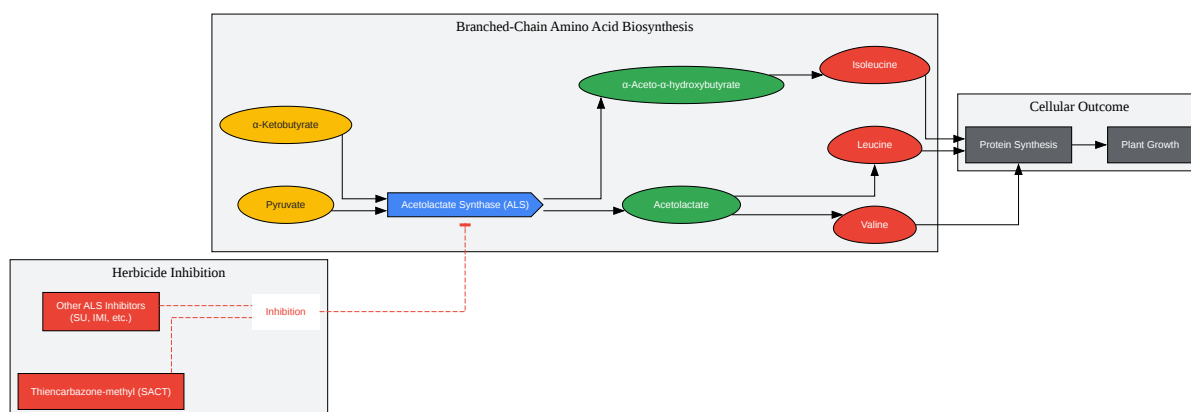 Branched-Chain Amino Acid Biosynthesis
Isoleucine
α-Aceto-α-hydroxybutyrate
α-Ketobutyrate
Leucine
Pyruvate
Acetolactate Synthase (ALS)
Acetolactate
Valine
Cellular Outcome
Protein Synthesis
Plant Growth
Herbicide Inhibition
Other ALS Inhibitors
(SU, IMI, etc.)
Inhibition
Thiencarbazone-methyl (SACT)